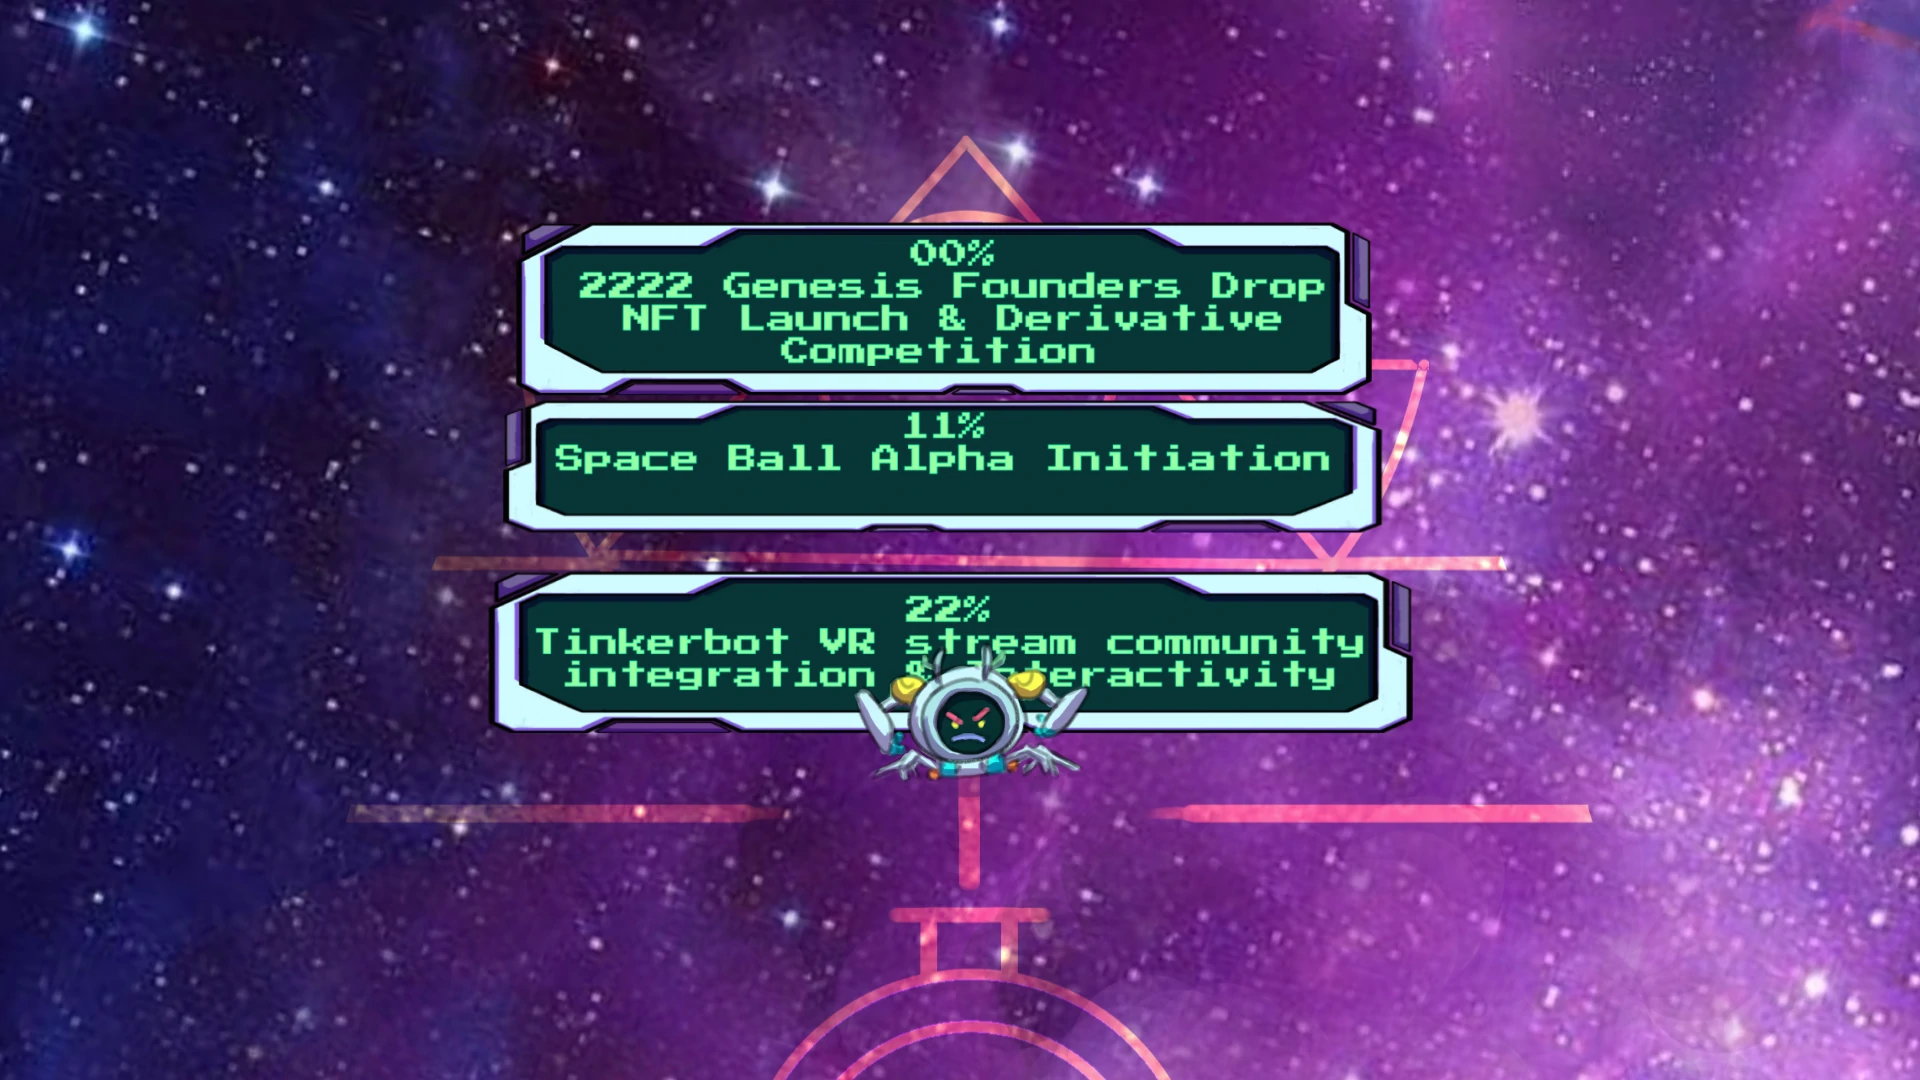 00%
2222 Genesis Founders Drop
NFT Launch & Derivative
Competition
11%
Space Ball Alpha Initiation
22%
Tinkerbot VR stream community
integration &